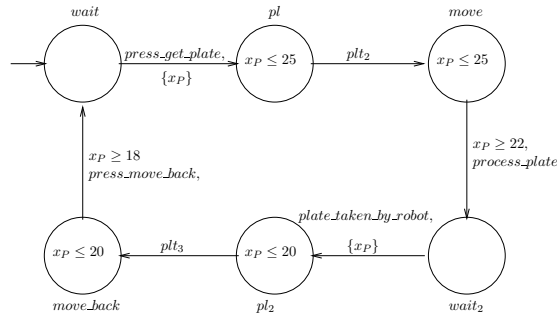 wait
pl
move
press_get_plate,
{x_P}
x_P ≤ 25
plt_2
x_P ≤ 25
x_P ≥ 18
press_move_back,
x_P ≥ 22,
process_plate
plate_taken_by_robot,
{x_P}
x_P ≤ 20
plt_3
x_P ≤ 20
move_back
pl_2
wait_2